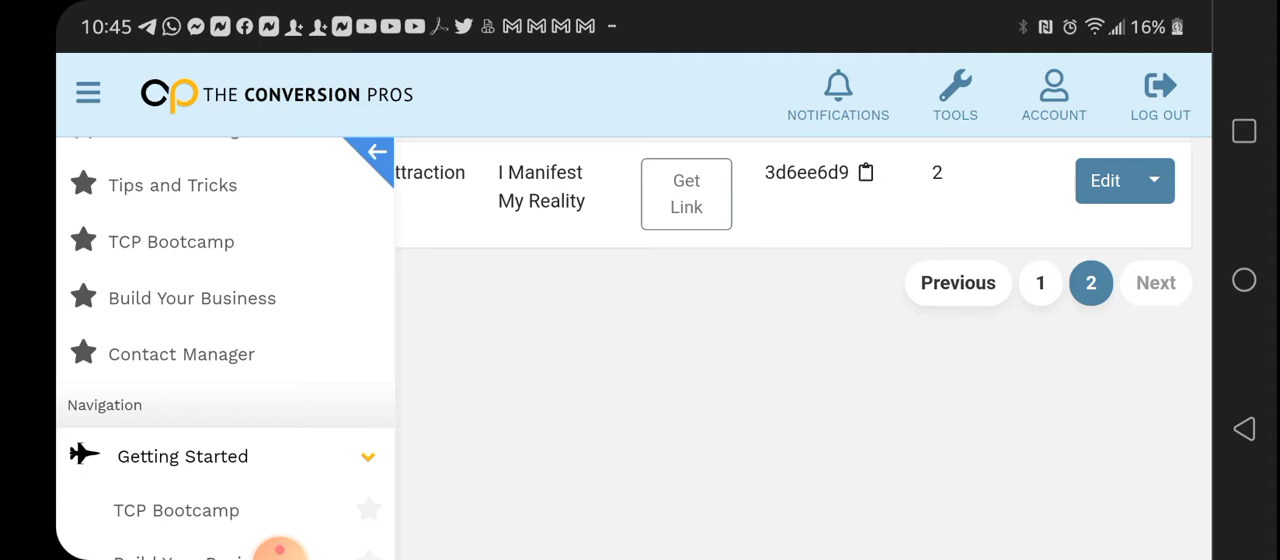 10:45
16%
THE CONVERSION PROS
NOTIFICATIONS
TOOLS
ACCOUNT
LOG OUT
Tips and Tricks
TCP Bootcamp
Build Your Business
Contact Manager
Navigation
Getting Started
TCP Bootcamp
ttraction
I Manifest
My Reality
Get
Link
3d6ee6d9
2
Edit
Previous
1
2
Next